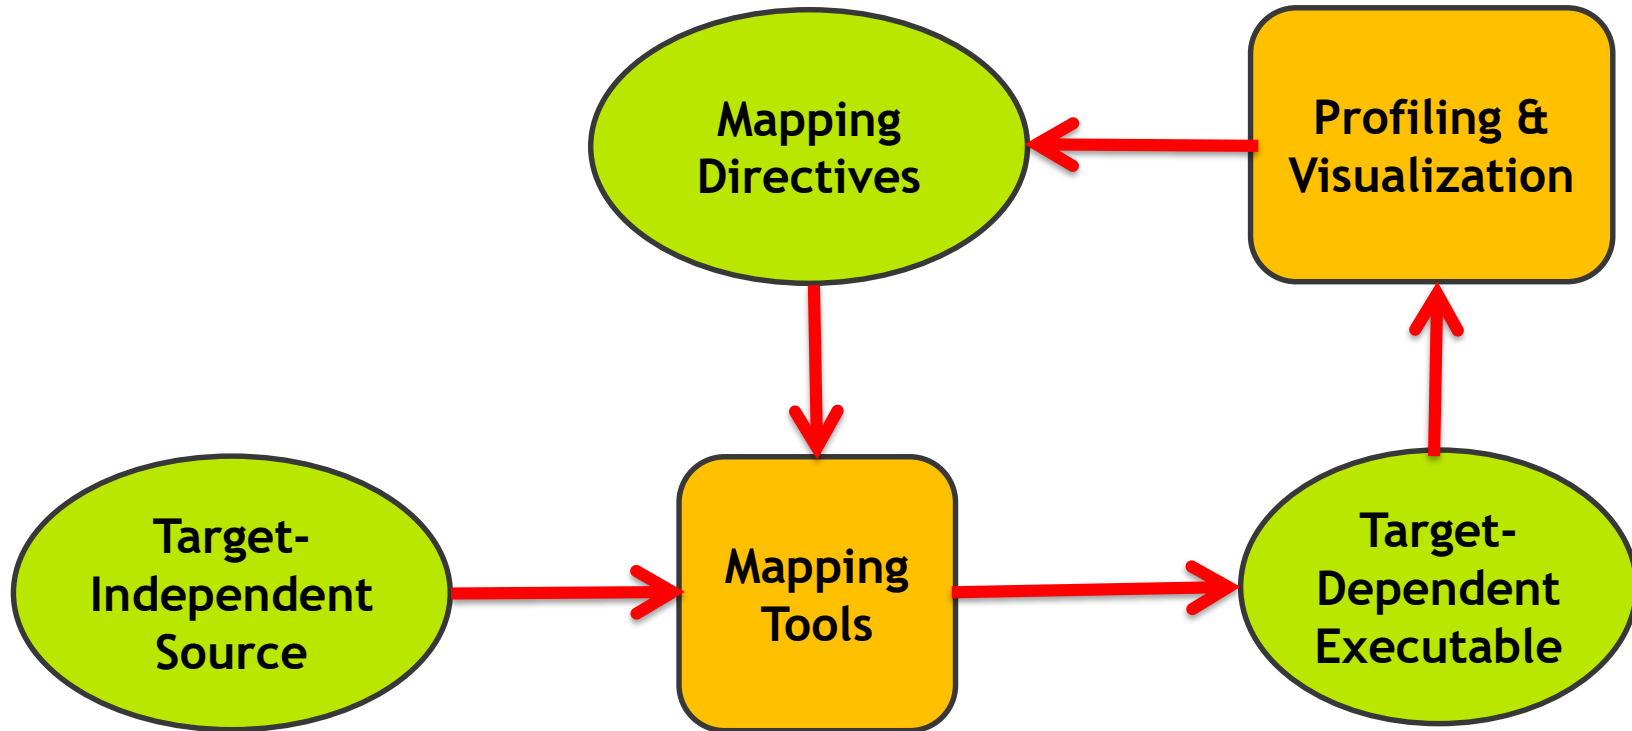 Mapping
Directives
Profiling &
Visualization
Target-
Independent
Source
Mapping
Tools
Target-
Dependent
Executable